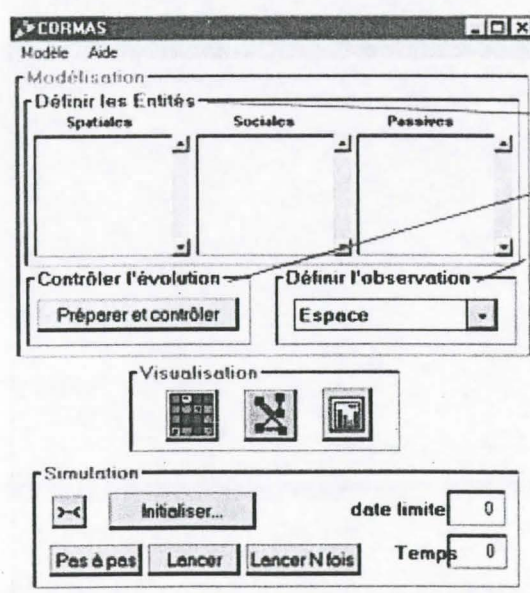 CORMAS
Modèle Aide
Modélisation
Définir les Entités
Spatiales Sociales Passives
Contrôler l'évolution Définir l'observation
Préparer et contrôler Espace
Visualisation
Simulation
Initialiser... date limite 0
Pas à pas Lancer Lancer N fois Temps 0